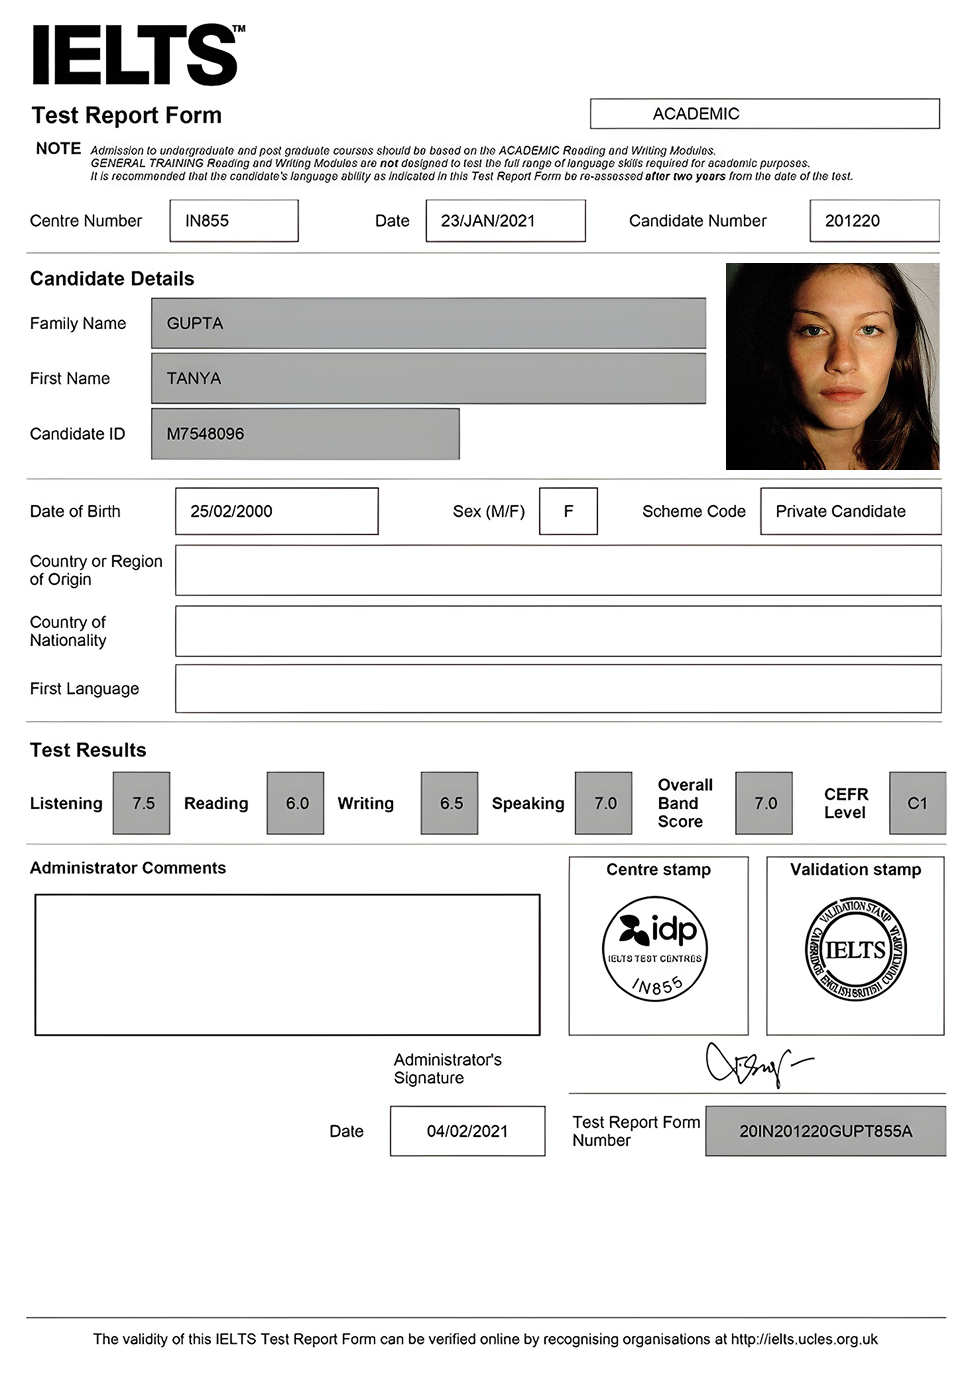 IELTS™
Test Report Form
ACADEMIC
NOTE Admission to undergraduate and post graduate courses should be based on the ACADEMIC Reading and Writing Modules.
GENERAL TRAINING Reading and Writing Modules are not designed to test the full range of language skills required for academic purposes.
It is recommended that the candidate's language ability as indicated in this Test Report Form be re-assessed after two years from the date of the test.
Centre Number IN855 Date 23/JAN/2021 Candidate Number 201220
Candidate Details
Family Name GUPTA
First Name TANYA
Candidate ID M7548096
Date of Birth 25/02/2000 Sex (M/F) F Scheme Code Private Candidate
Country or Region
of Origin
Country of
Nationality
First Language
Test Results
Listening 7.5 Reading 6.0 Writing 6.5 Speaking 7.0 Overall Band Score 7.0 CEFR Level C1
Administrator Comments
Centre stamp
idp
IELTS TEST CENTRES
IN855
Validation stamp
VALIDATION STAMP
IELTS
CAMBRIDGE ENGLISH BRITISH COUNCIL IDP IA
Administrator's
Signature
Date 04/02/2021
Test Report Form
Number
20IN201220GUPT855A
The validity of this IELTS Test Report Form can be verified online by recognising organisations at http://ielts.ucles.org.uk